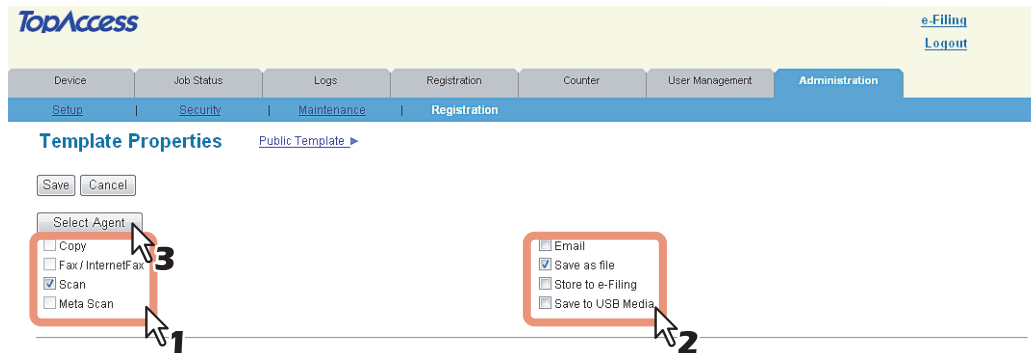 TopAccess
e-Filing
Logout
Device Job Status Logs Registration Counter User Management Administration
Setup | Security | Maintenance | Registration
Template Properties Public Template ▶
Save Cancel
Select Agent
3
Copy
Fax / InternetFax
Scan
Meta Scan
1
Email
Save as file
Store to e-Filing
Save to USB Media
2